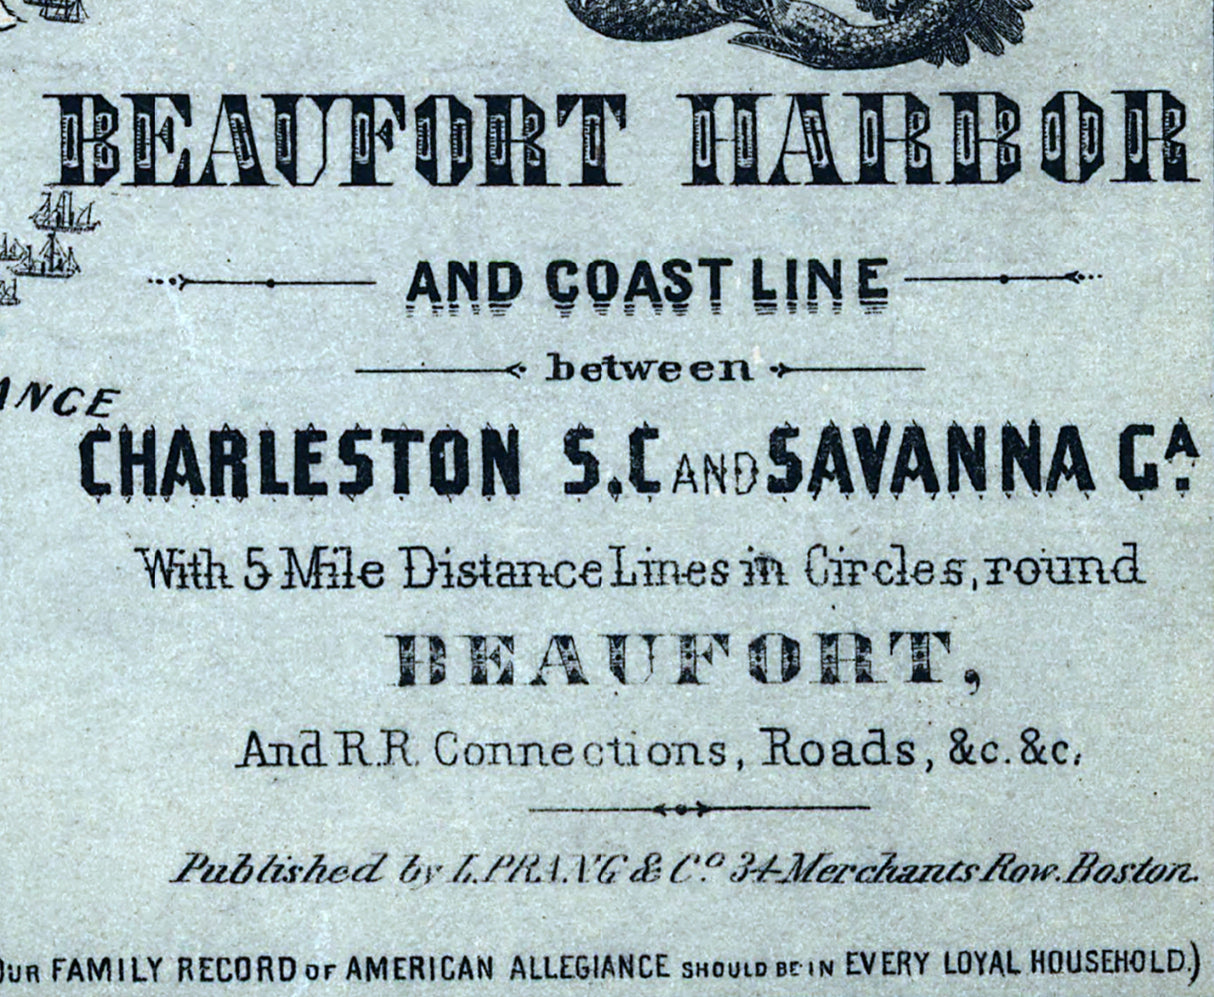 BEAUFORT HARBOR
AND COAST LINE
between
ANCE
CHARLESTON S.C AND SAVANNA GA.
With 5 Mile Distance Lines in Circles, round
BEAUFORT,
And R.R. Connections, Roads, &c. &c.
Published by L. PRANG & Co. 34 Merchants Row. Boston.
OUR FAMILY RECORD OF AMERICAN ALLEGIANCE SHOULD BE IN EVERY LOYAL HOUSEHOLD.)